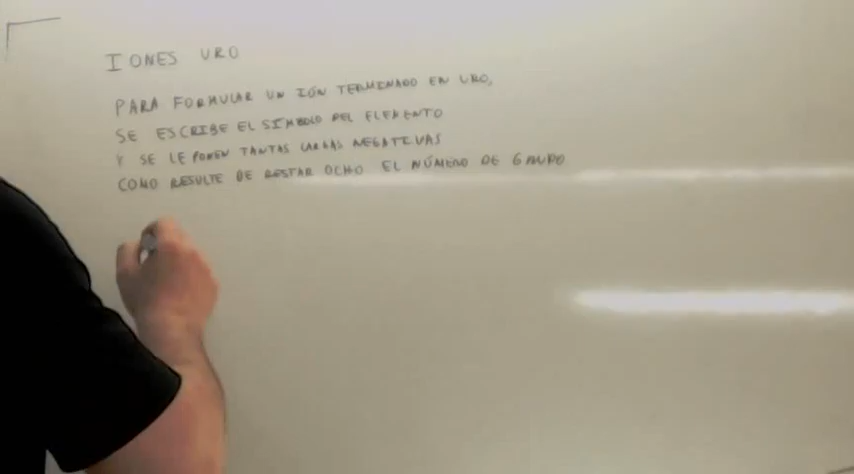 IONES URO
PARA FORMULAR UN IÓN TERMINADO EN URO,
SE ESCRIBE EL SÍMBOLO DEL ELEMENTO
Y SE LE PONEN TANTAS CARGAS NEGATIVAS
COMO RESULTE DE RESTAR OCHO EL NÚMERO DE GRUPO